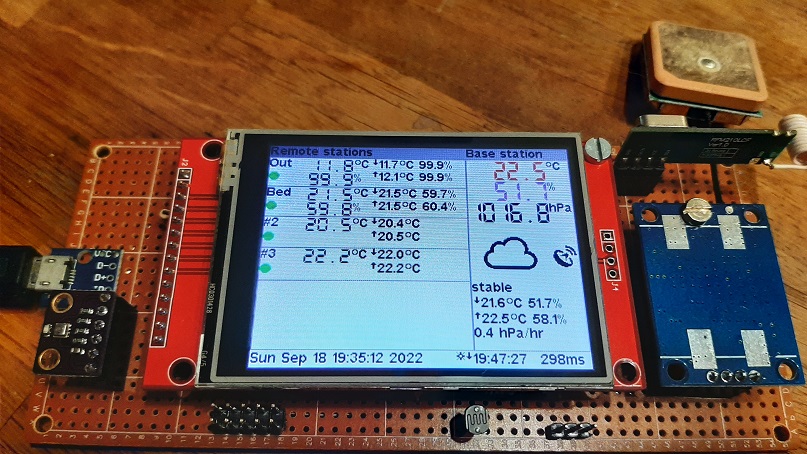 Remote stations
Base station
Out 11.8°C ↓11.7°C 99.9%
99.9% ↑12.1°C 99.9%
Bed 21.5°C ↓21.5°C 59.7%
59.8% ↑21.5°C 60.4%
#2 20.5°C ↓20.4°C
↑20.5°C
#3 22.2°C ↓22.0°C
↑22.2°C
22.5°C
51.7%
1016.8hPa
stable
↓21.6°C 51.7%
↑22.5°C 58.1%
0.4 hPa/hr
Sun Sep 18 19:35:12 2022
↓19:47:27 298ms
J2
J4
D-
D+